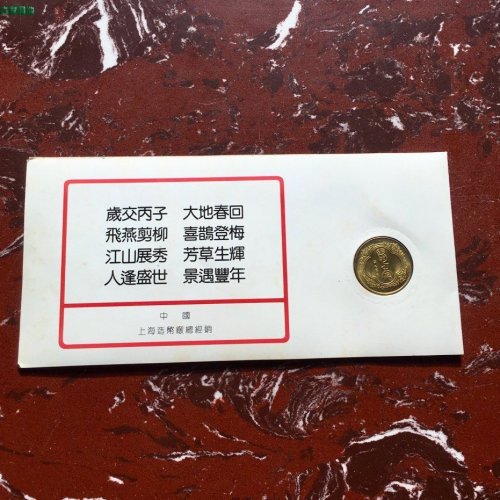 歲交丙子 大地春回
飛燕剪柳 喜鵲登梅
江山展秀 芳草生輝
人逢盛世 景遇豐年
中國
上海造幣廠總經銷